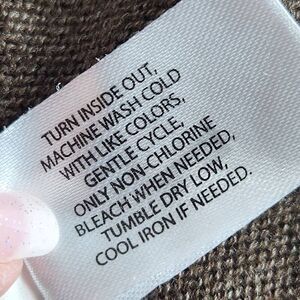 TURN INSIDE OUT,
MACHINE WASH COLD
WITH LIKE COLORS,
GENTLE CYCLE,
ONLY NON-CHLORINE
BLEACH WHEN NEEDED,
TUMBLE DRY LOW,
COOL IRON IF NEEDED.